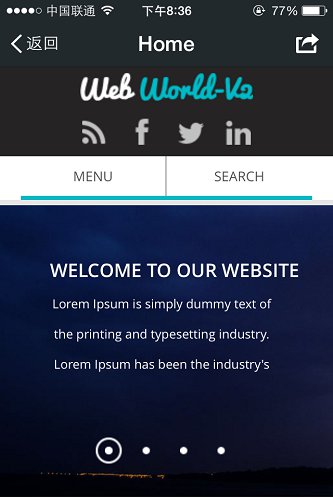 中国联通 下午8:36 77%
返回 Home
Web World-V2
f in
MENU SEARCH
WELCOME TO OUR WEBSITE
Lorem Ipsum is simply dummy text of
the printing and typesetting industry.
Lorem Ipsum has been the industry's